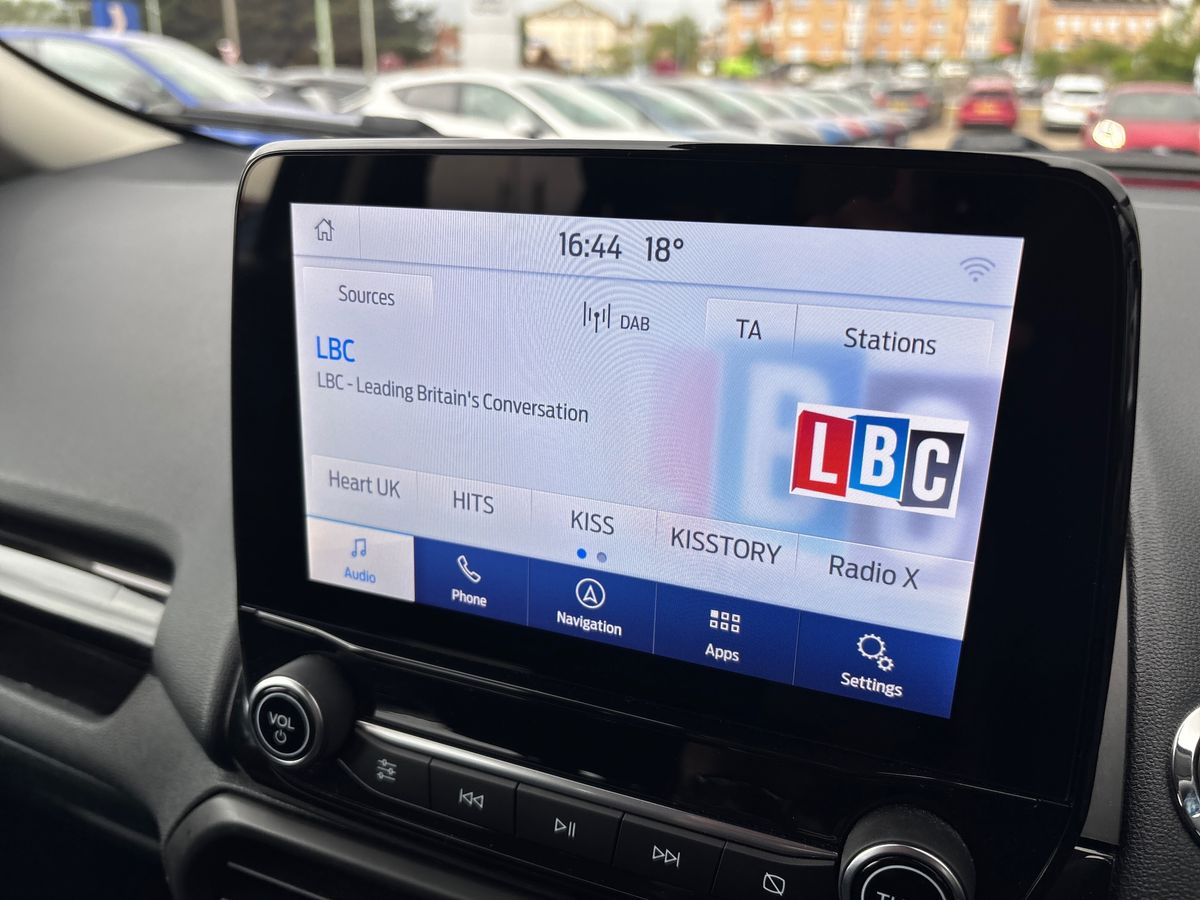 16:44 18°
Sources
DAB
TA
Stations
LBC
LBC - Leading Britain's Conversation
LBC
Heart UK
HITS
KISS
KISSTORY
Radio X
Audio
Phone
Navigation
Apps
Settings
VOL